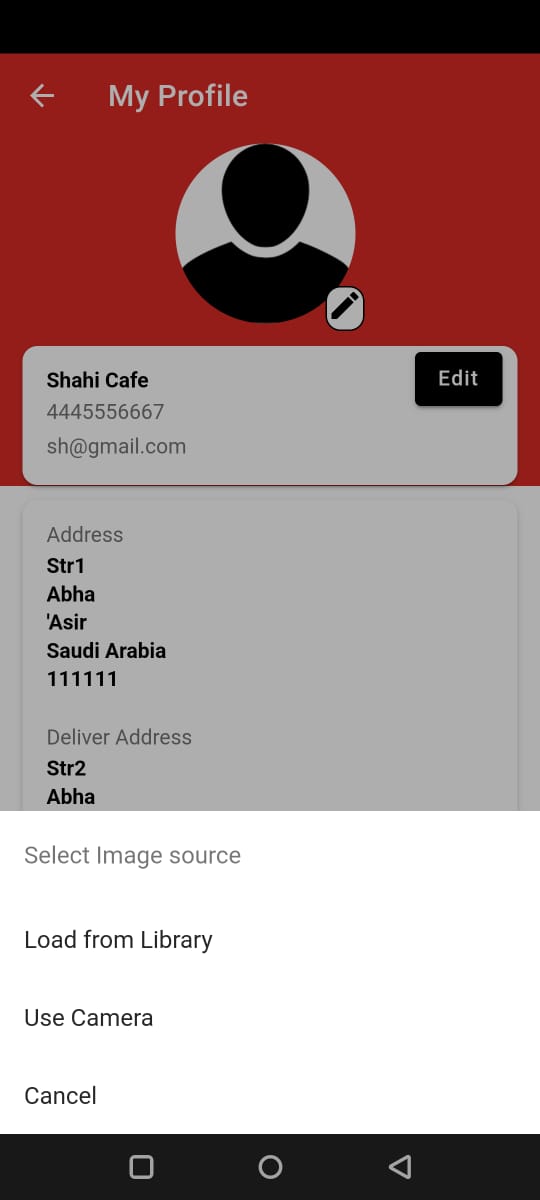 My Profile
Shahi Cafe
Edit
4445556667
sh@gmail.com
Address
Str1
Abha
'Asir
Saudi Arabia
111111
Deliver Address
Str2
Abha
Select Image source
Load from Library
Use Camera
Cancel